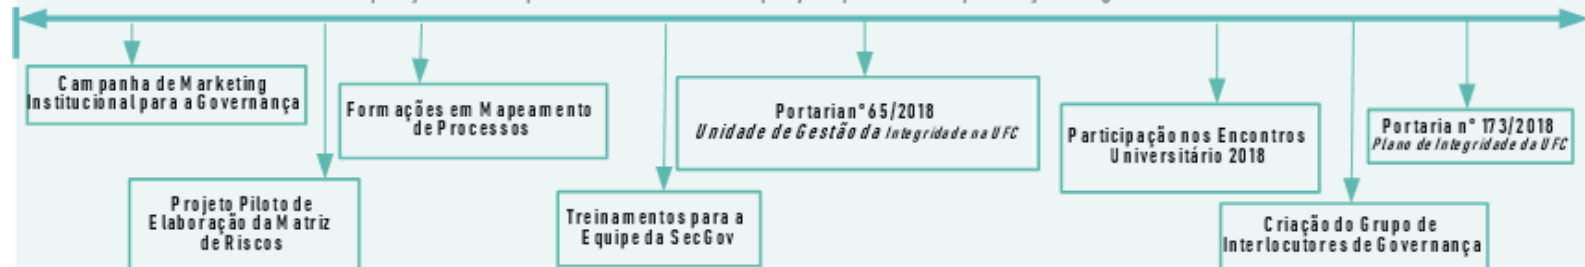 Campanha de Marketing
Institucional para a Governança
Projeto Piloto de
Elaboração da Matriz
de Riscos
Formações em Mapeamento
de Processos
Treinamentos para a
Equipe da SecGov
Portaria n° 65/2018
Unidade de Gestão da Integridade na UFC
Participação nos Encontros
Universitário 2018
Criação do Grupo de
Interlocutores de Governança
Portaria n° 173/2018
Plano de Integridade da UFC